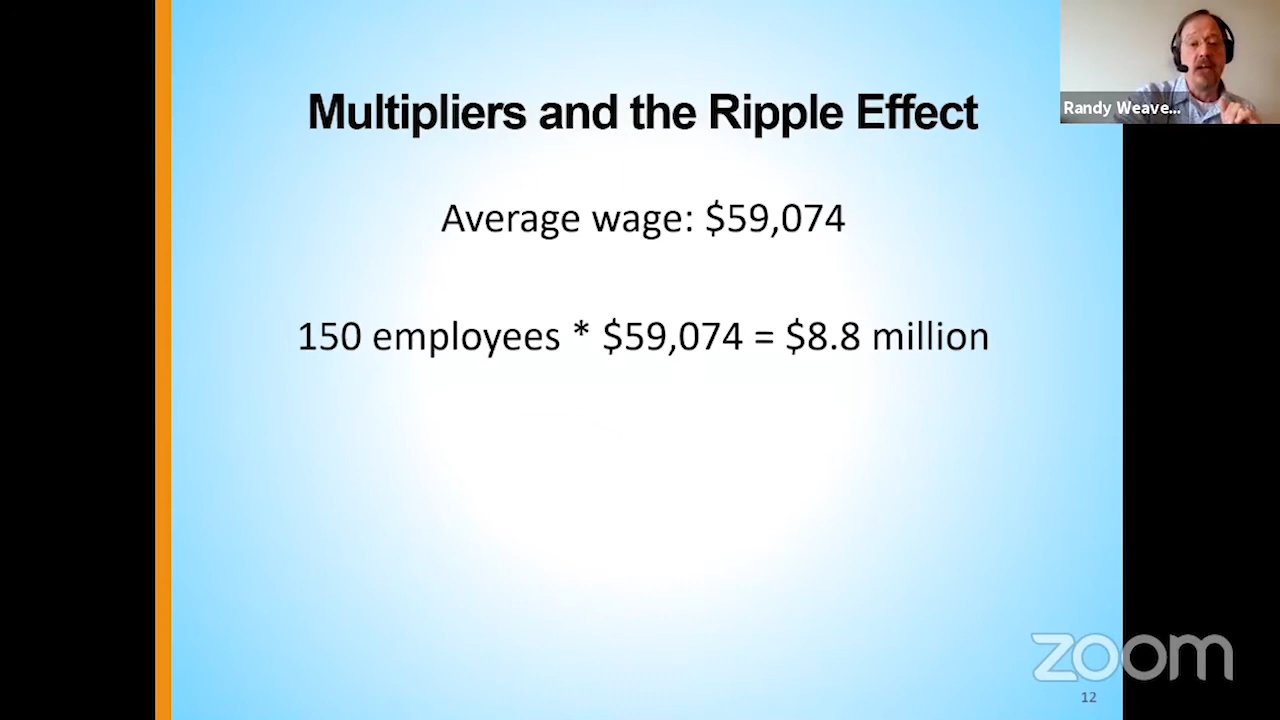 Multipliers and the Ripple Effect
Randy Weave...
Average wage: $59,074
150 employees * $59,074 = $8.8 million
zoom
12